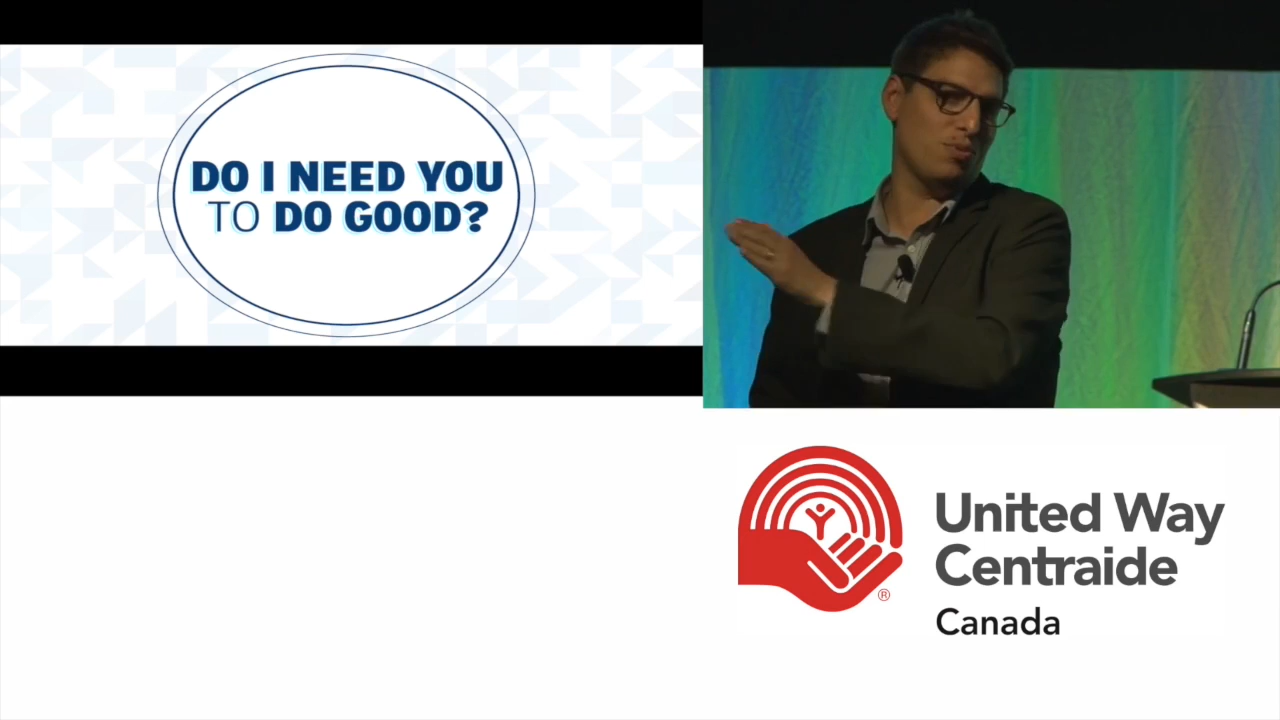 DO I NEED YOU
TO DO GOOD?
United Way
Centraide
Canada
®